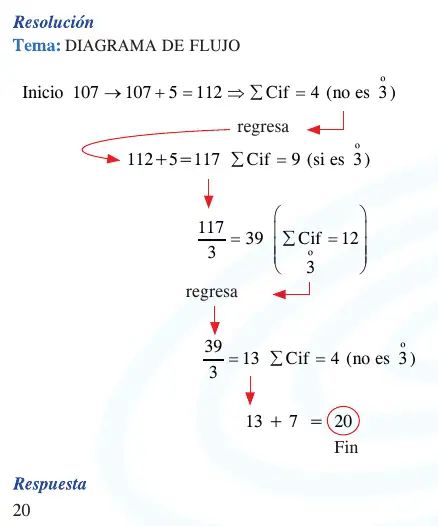 Resolución
Tema: DIAGRAMA DE FLUJO
Inicio 107 → 107 + 5 = 112 ⇒ ∑Cif = 4 (no es 3̊)
regresa
112+5=117 ∑Cif = 9 (si es 3̊)
117/3 = 39 (∑Cif = 12 3̊)
regresa
39/3 = 13 ∑Cif = 4 (no es 3̊)
13 + 7 = 20
Fin
Respuesta
20